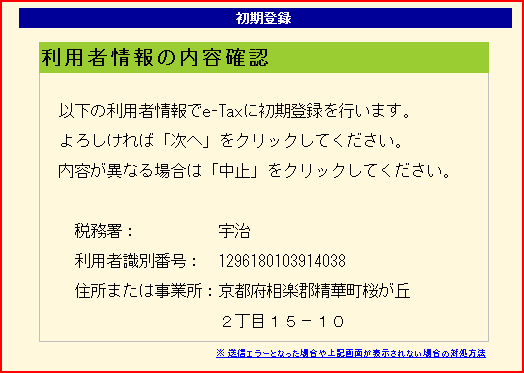 初期登録
利用者情報の内容確認
以下の利用者情報でe-Taxに初期登録を行います。
よろしければ「次へ」をクリックしてください。
内容が異なる場合は「中止」をクリックしてください。
税務署： 宇治
利用者識別番号： 1296180103914038
住所または事業所：京都府相楽郡精華町桜が丘
２丁目１５－１０
※ 送信エラーとなった場合や上記画面が表示されない場合の対処方法